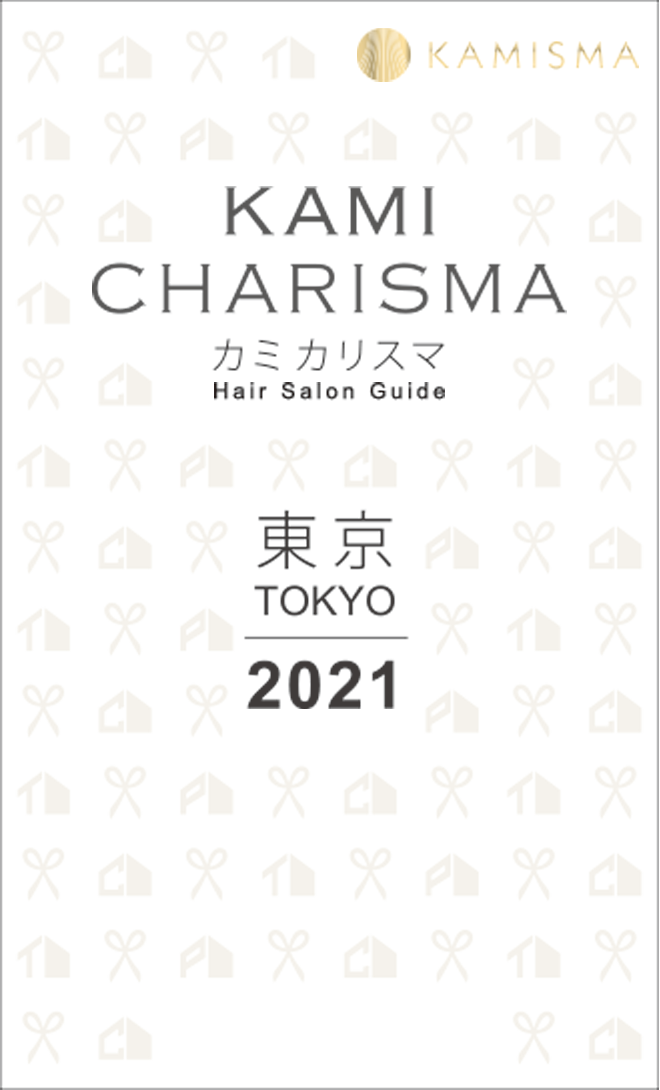 KAMISMA
KAMI
CHARISMA
カミ カリスマ
Hair Salon Guide
東京
TOKYO
2021